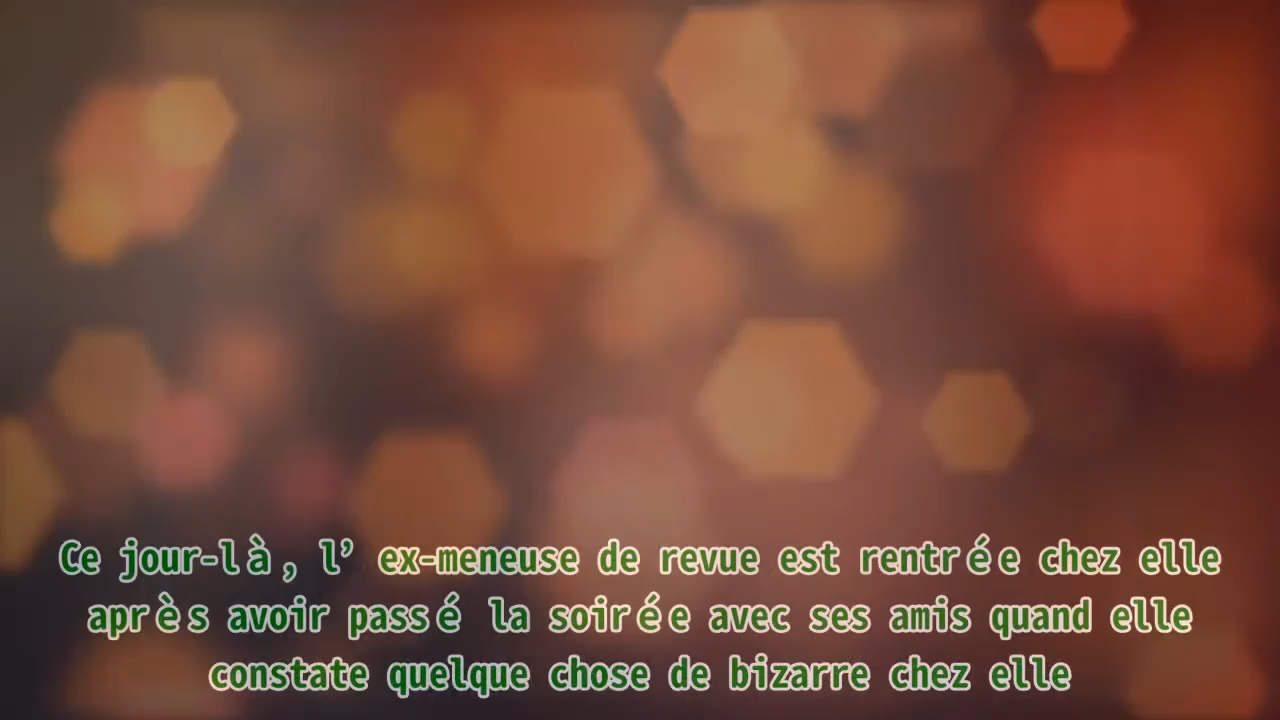 Ce jour-là, l’ ex-meneuse de revue est rentrée chez elle
après avoir passé la soirée avec ses amis quand elle
constate quelque chose de bizarre chez elle